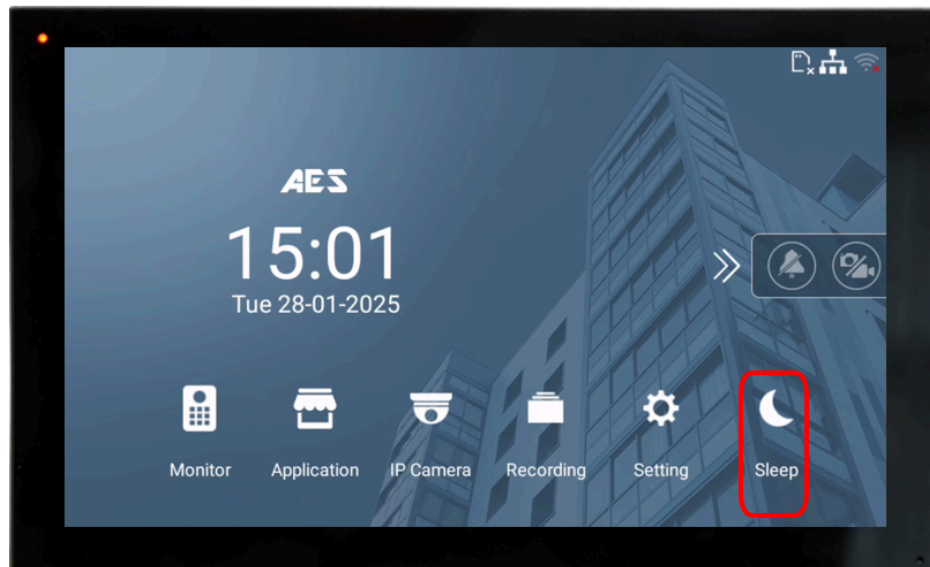 AES
15:01
Tue 28-01-2025
Monitor Application IP Camera Recording Setting Sleep